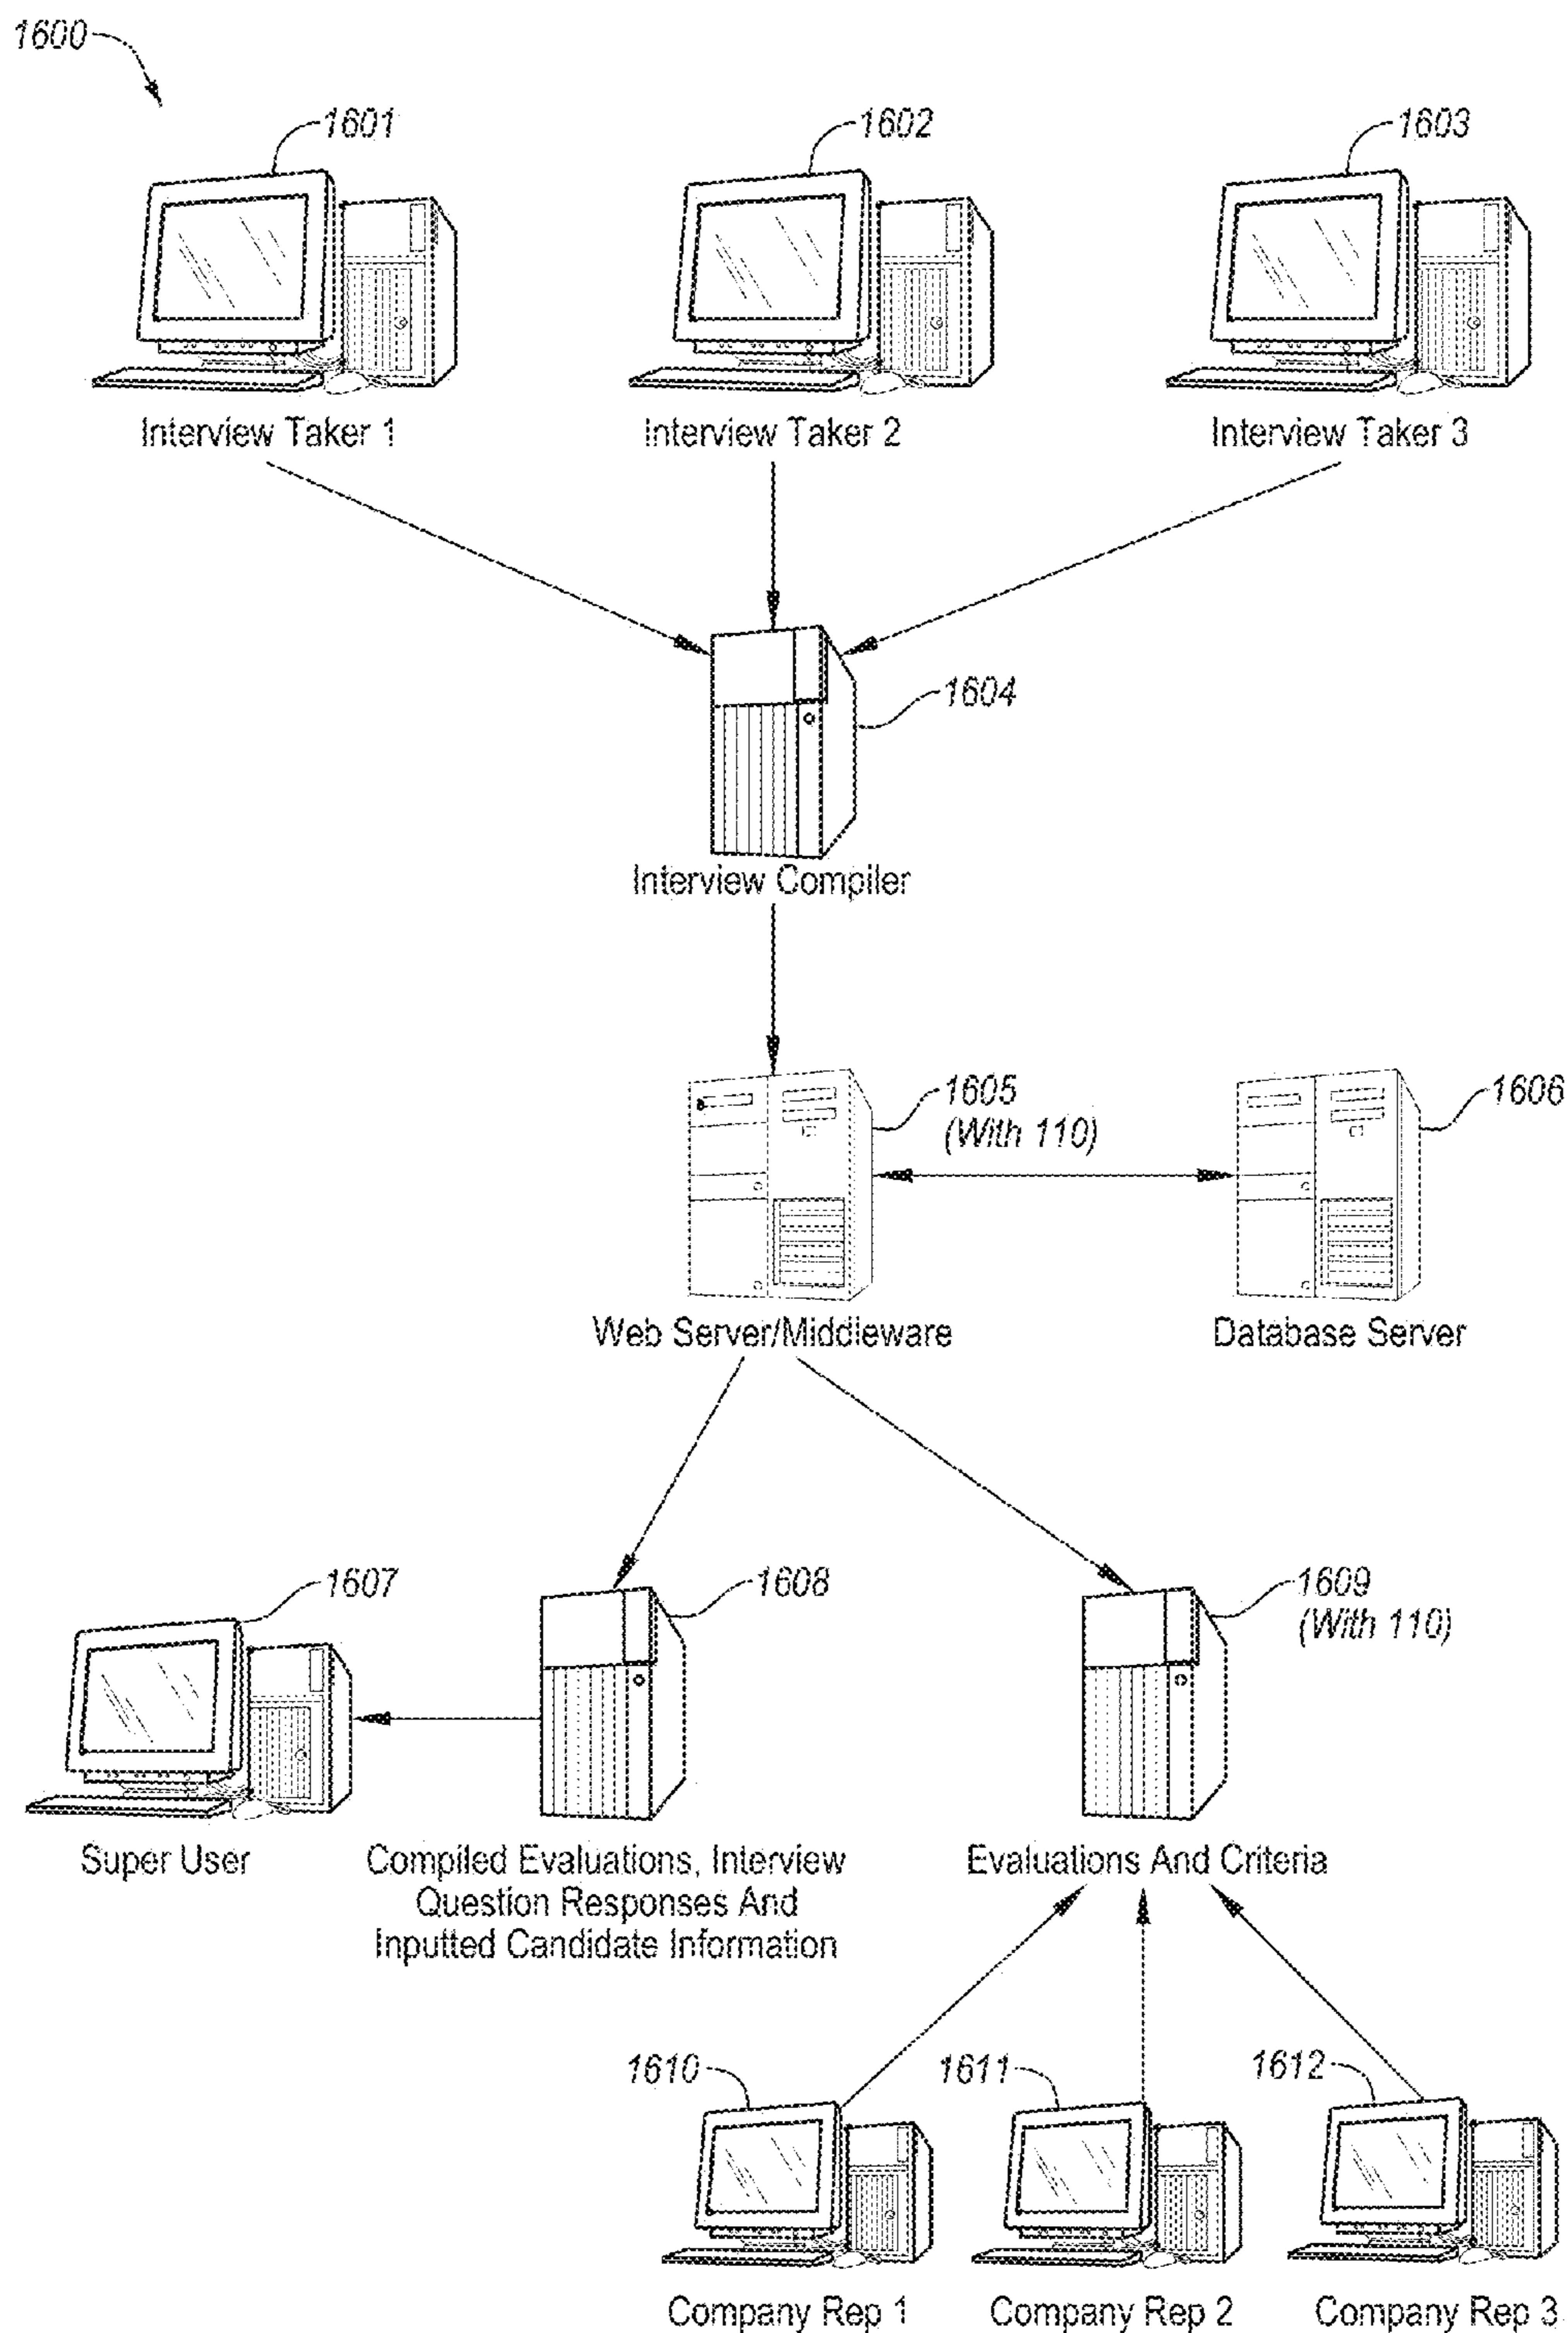 1600
1601
1602
1603
Interview Taker 1
Interview Taker 2
Interview Taker 3
1604
Interview Compiler
1605
(With 110)
1606
Web Server/Middleware
Database Server
1607
1608
1609
(With 110)
Super User
Compiled Evaluations, Interview
Question Responses And
Inputted Candidate Information
Evaluations And Criteria
1610
1611
1612
Company Rep 1
Company Rep 2
Company Rep 3